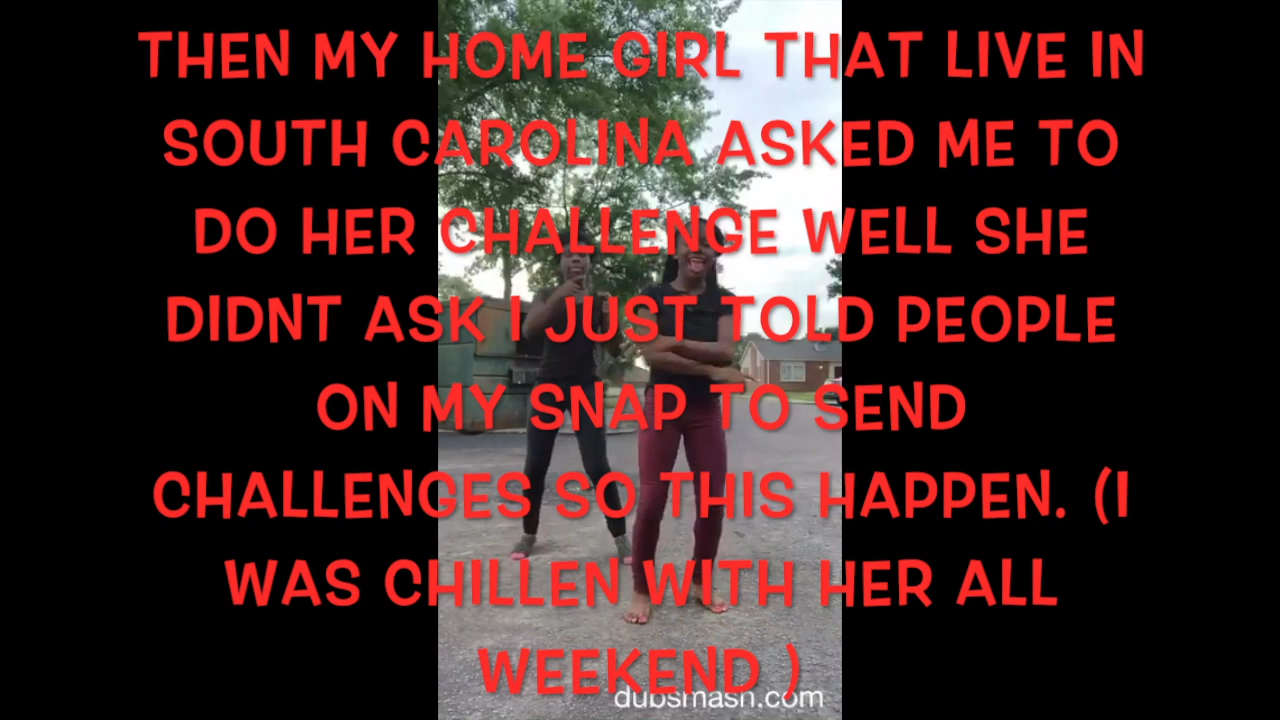 THEN MY HOME GIRL THAT LIVE IN
SOUTH CAROLINA ASKED ME TO
DO HER CHALLENGE WELL SHE
DIDNT ASK I JUST TOLD PEOPLE
ON MY SNAP TO SEND
CHALLENGES SO THIS HAPPEN. (I
WAS CHILLEN WITH HER ALL
WEEKEND )
dubsmash.com